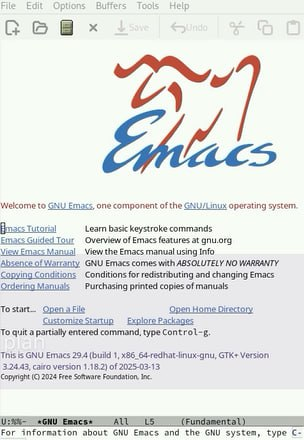 File Edit Options Buffers Tools Help
Save Undo
Emacs
Welcome to GNU Emacs, one component of the GNU/Linux operating system.
Emacs Tutorial Learn basic keystroke commands
Emacs Guided Tour Overview of Emacs features at gnu.org
View Emacs Manual View the Emacs manual using Info
Absence of Warranty GNU Emacs comes with ABSOLUTELY NO WARRANTY
Copying Conditions Conditions for redistributing and changing Emacs
Ordering Manuals Purchasing printed copies of manuals
To start... Open a File Open Home Directory
Customize Startup Explore Packages
To quit a partially entered command, type Control-g.
plan
This is GNU Emacs 29.4 (build 1, x86_64-redhat-linux-gnu, GTK+ Version
3.24.43, cairo version 1.18.2) of 2025-03-13
Copyright (C) 2024 Free Software Foundation, Inc.
U:%%- *GNU Emacs* All L5 (Fundamental)
For information about GNU Emacs and the GNU system, type C-